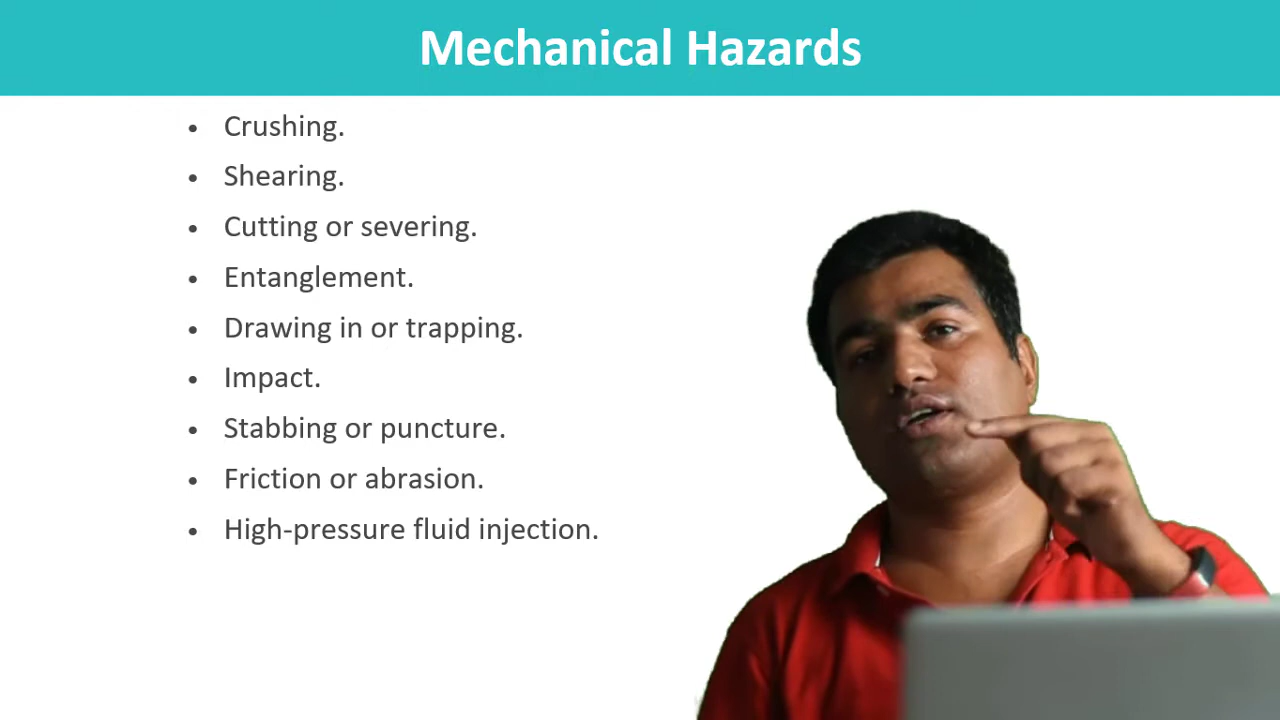 Mechanical Hazards
• Crushing.
• Shearing.
• Cutting or severing.
• Entanglement.
• Drawing in or trapping.
• Impact.
• Stabbing or puncture.
• Friction or abrasion.
• High-pressure fluid injection.